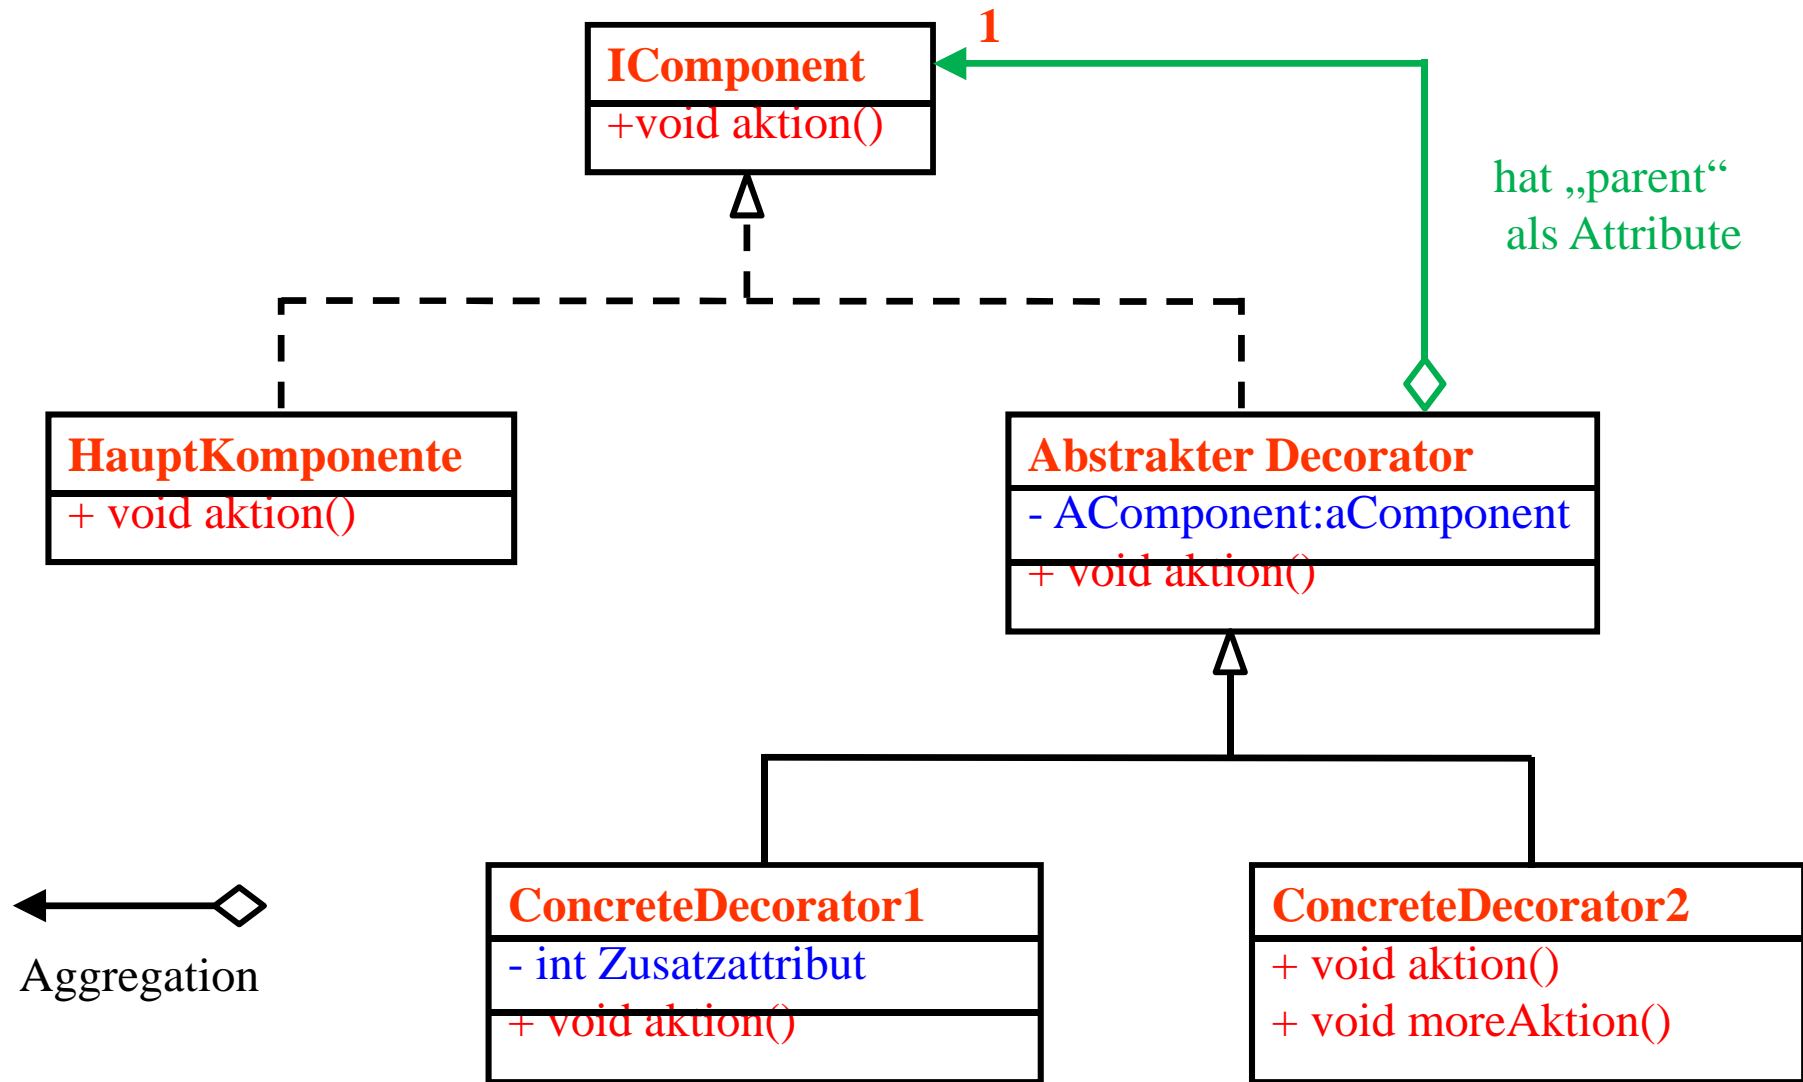 1
IComponent
+void aktion()
hat „parent“
als Attribute
HauptKomponente
+ void aktion()
Abstrakter Decorator
- AComponent:aComponent
+ void aktion()
ConcreteDecorator1
- int Zusatzattribut
+ void aktion()
ConcreteDecorator2
+ void aktion()
+ void moreAktion()
Aggregation